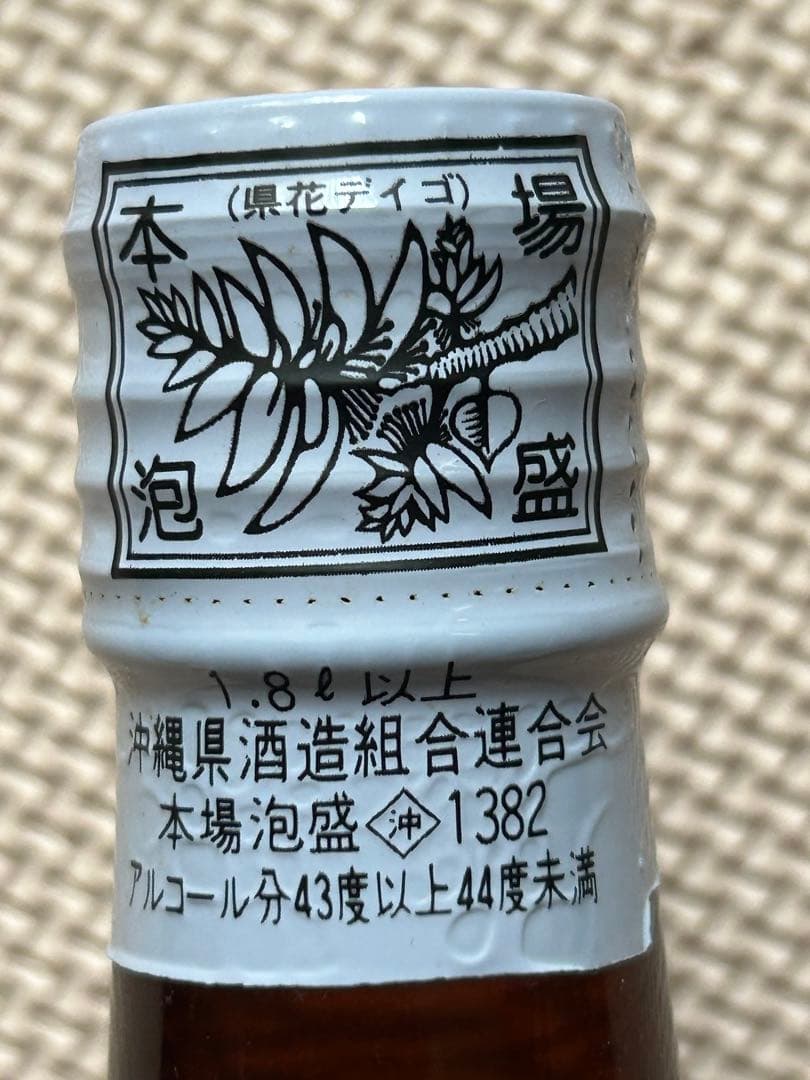 (県花デイゴ)
本場
泡盛
1.8ℓ以上
沖縄県酒造組合連合会
本場泡盛 沖 1382
アルコール分43度以上44度未満